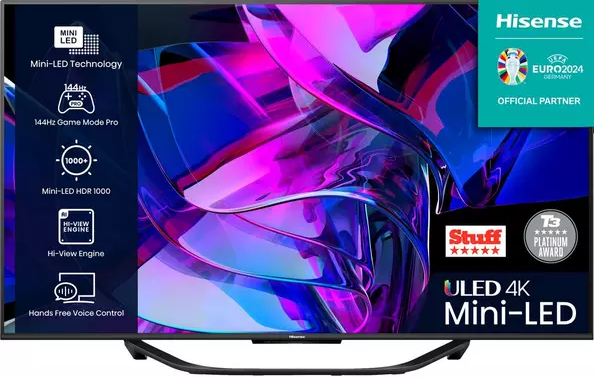 MINI
LED
Mini-LED Technology
144Hz
PRO
144Hz Game Mode Pro
1000+
Mini-LED HDR 1000
AI
HI-VIEW
ENGINE
Hi-View Engine
Hands Free Voice Control
Hisense
UEFA
EURO2024
GERMANY
OFFICIAL PARTNER
Stuff
T3
PLATINUM
AWARD
ULED 4K
Mini-LED
Hisense